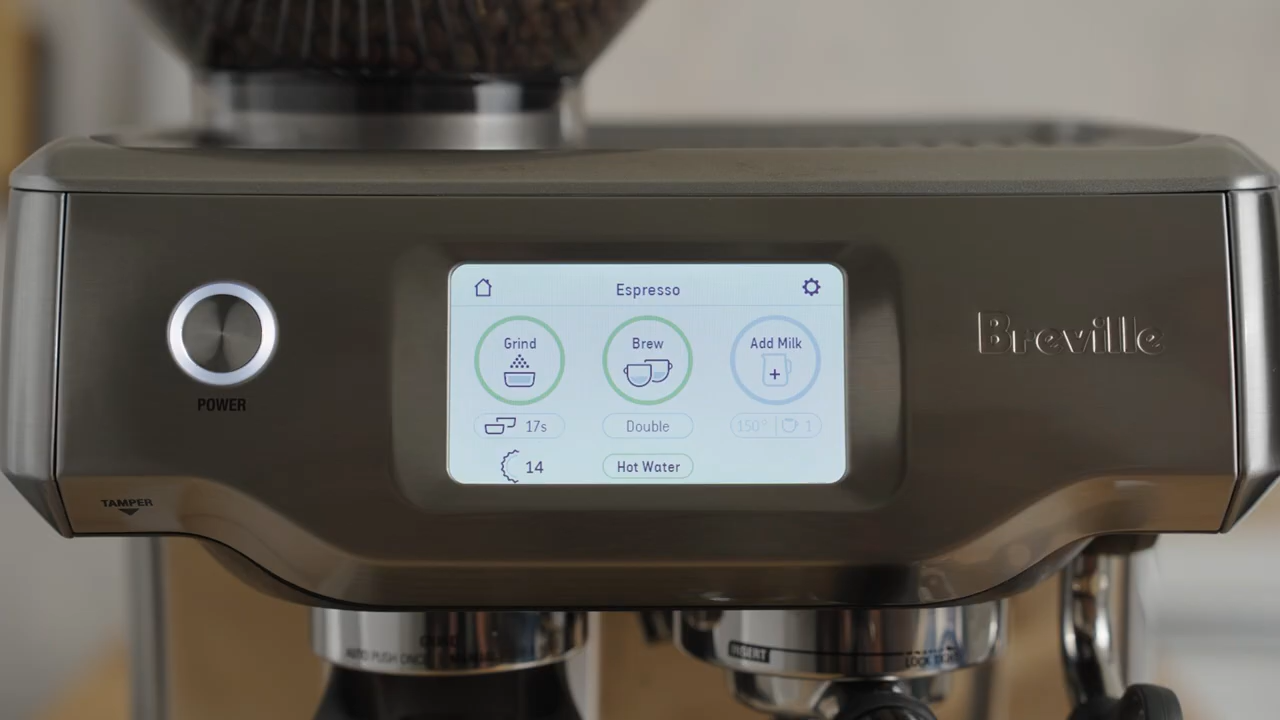 Espresso
Grind
Brew
Add Milk
17s
Double
150° 1
14
Hot Water
Breville
POWER
TAMPER
INSERT